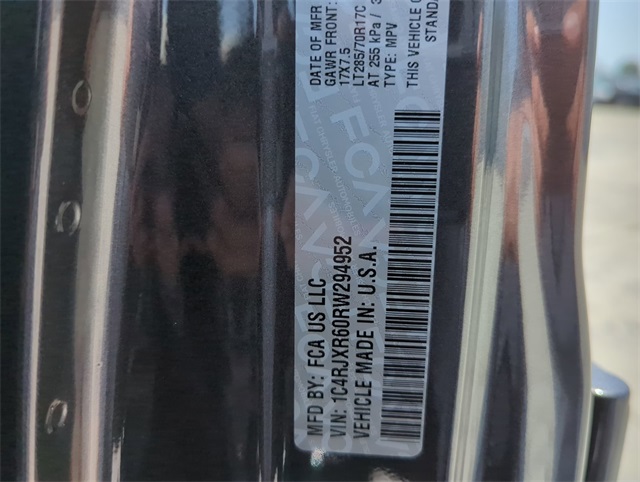 DATE OF MFR
GAWR FRONT:
17X7.5
LT285/70R17C
AT 255 kPa /
TYPE: MPV
THIS VEHICLE
STANDA
MFD BY: FCA US LLC
VIN: 1C4RJXR60RW294952
VEHICLE MADE IN: U.S.A.